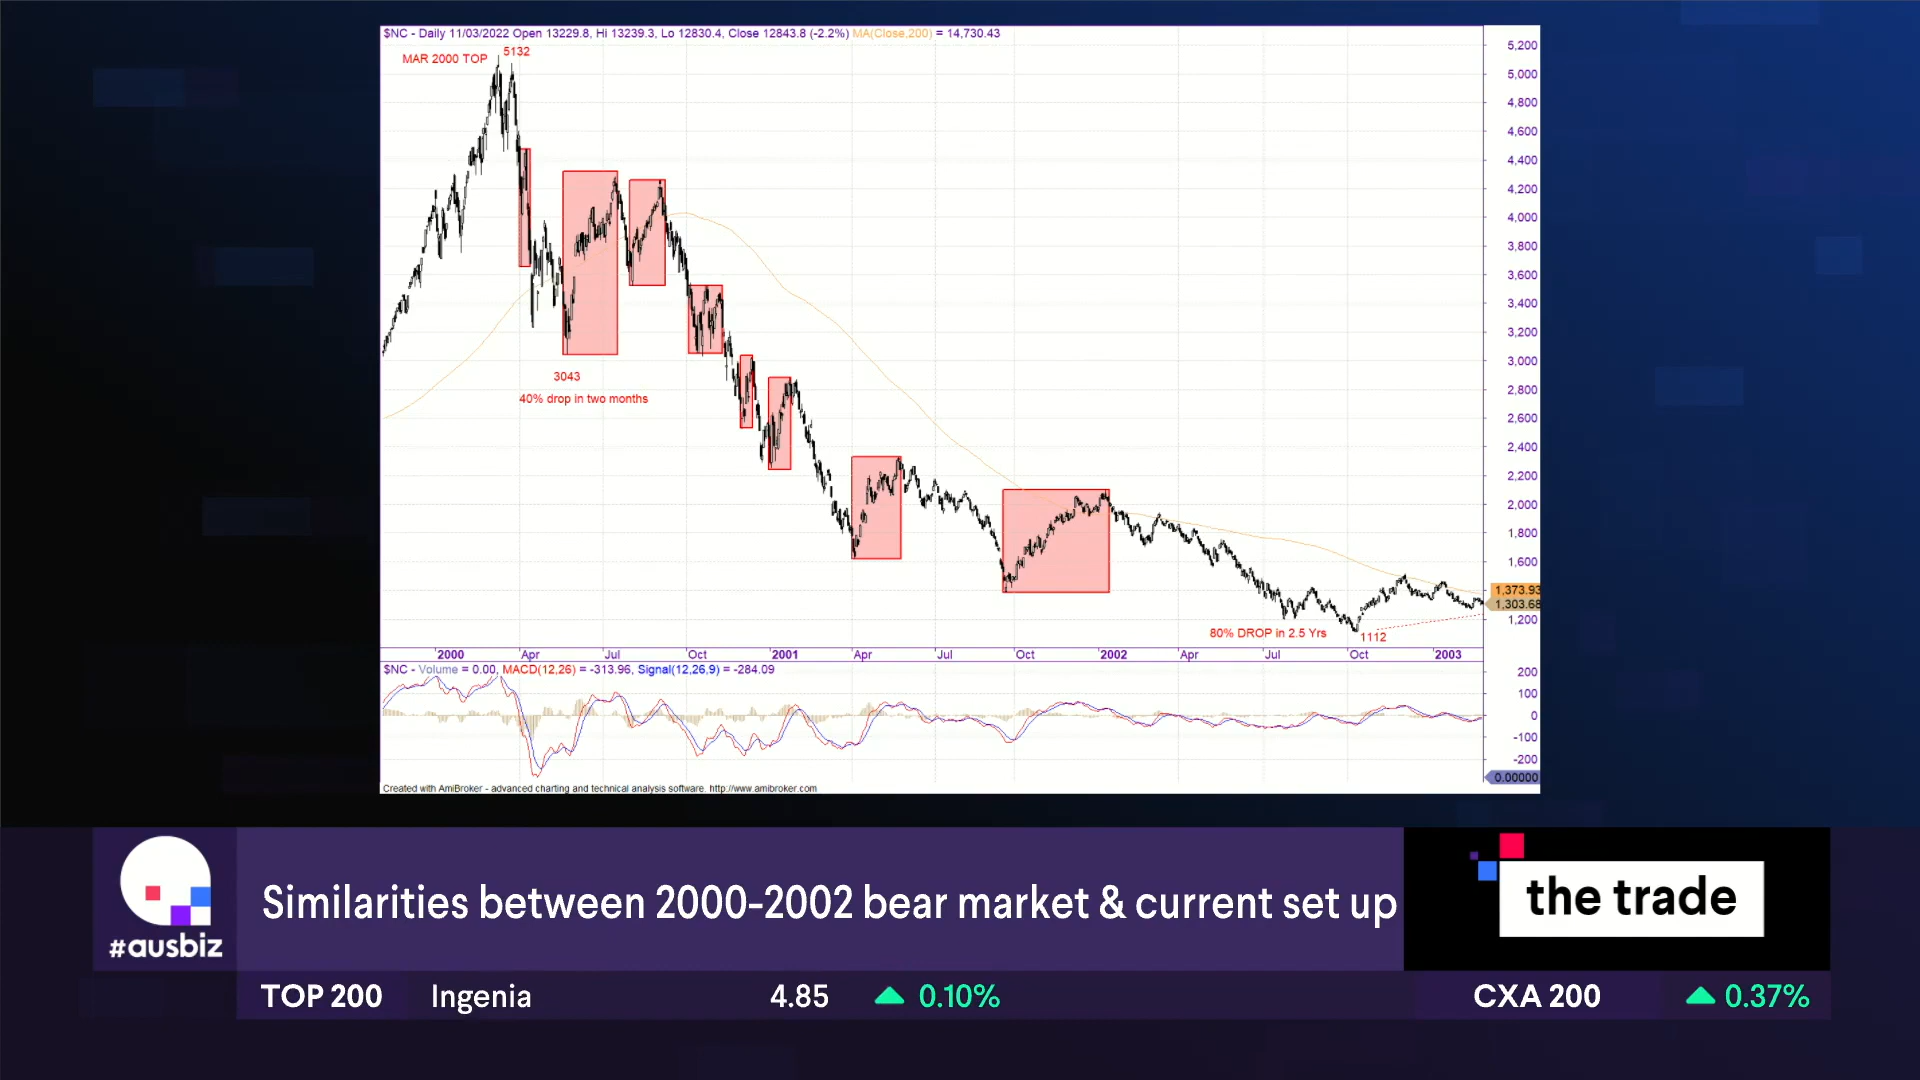 $NC - Daily 11/03/2022 Open 13229.8, Hi 13239.3, Lo 12830.4, Close 12843.8 (-2.2%) MA(Close,200) = 14,730.43
MAR 2000 TOP
5132
5,200
5,000
4,800
4,600
4,400
4,200
4,000
3,800
3,600
3,400
3,200
3,000
2,800
2,600
2,400
2,200
2,000
1,800
1,600
1,373.93
1,303.68
1,200
3043
40% drop in two months
80% DROP in 2.5 Yrs
1112
2000 Apr Jul Oct 2001 Apr Jul Oct 2002 Apr Jul Oct 2003
$NC - Volume = 0.00, MACD(12,26) = -313.96, Signal(12,26,9) = -284.09
200
100
0
-100
-200
0.00000
Created with AmiBroker - advanced charting and technical analysis software. http://www.amibroker.com
#ausbiz
Similarities between 2000-2002 bear market & current set up
the trade
TOP 200 Ingenia 4.85 0.10% CXA 200 0.37%